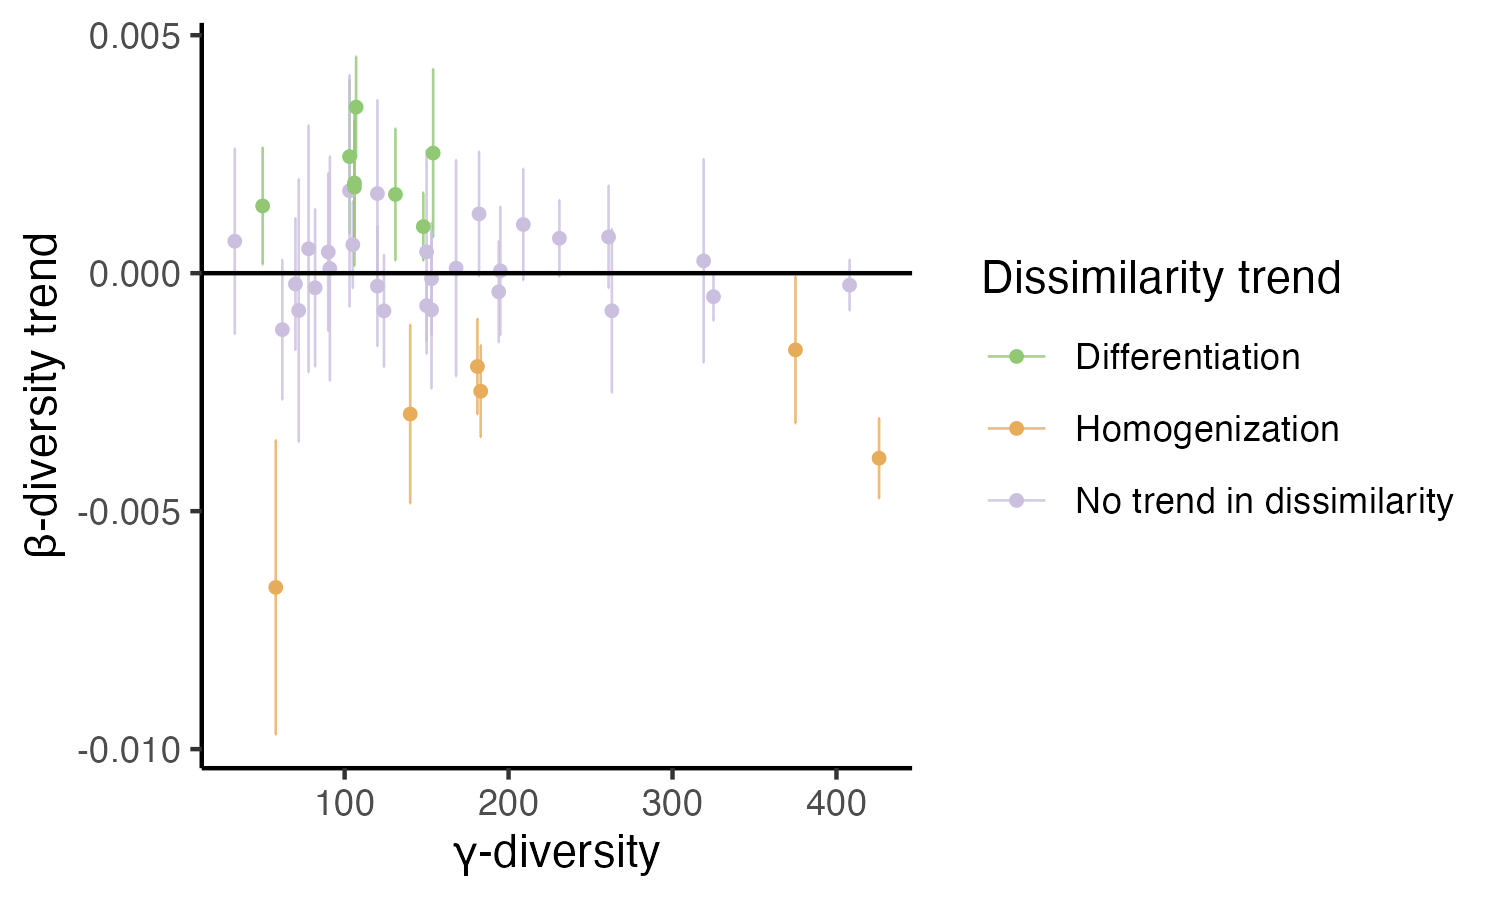 0.005
0.000
-0.005
-0.010
β-diversity trend
100 200 300 400
γ-diversity
Dissimilarity trend
Differentiation
Homogenization
No trend in dissimilarity